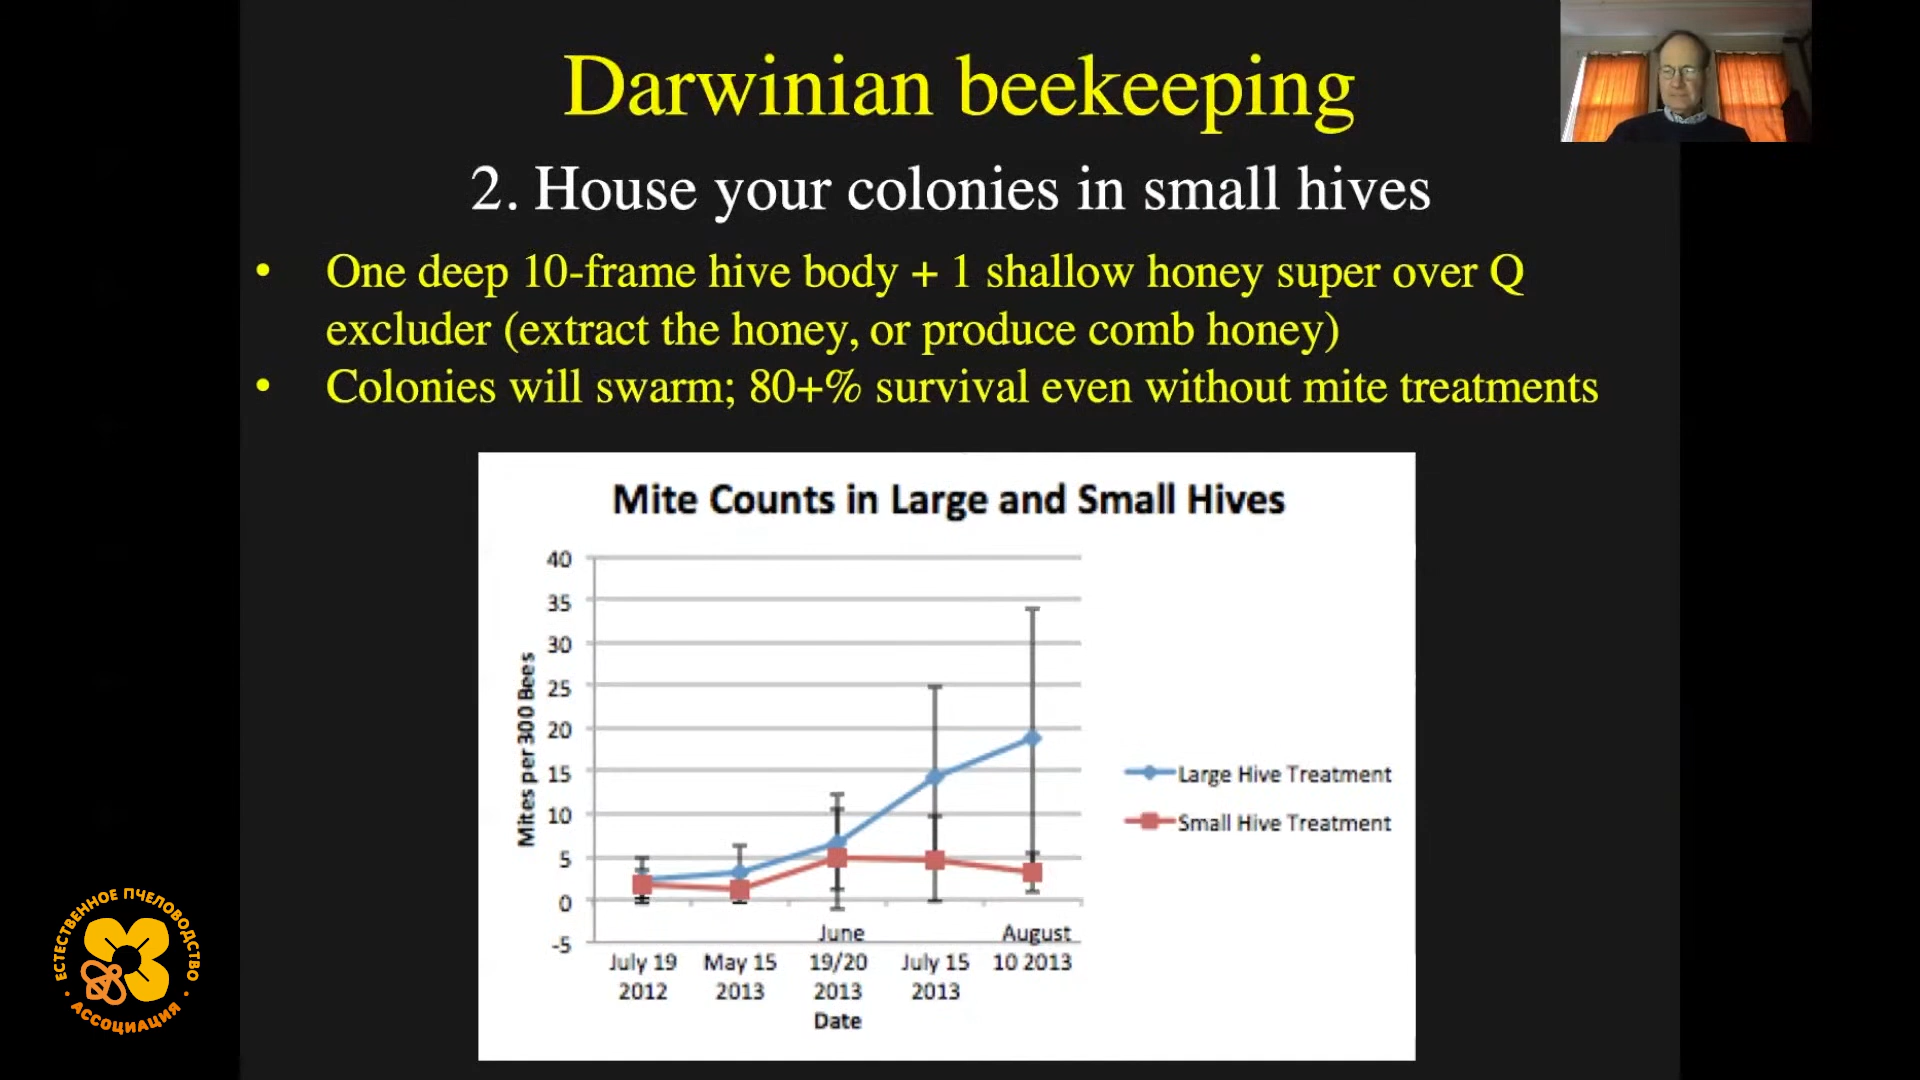 Darwinian beekeeping
2. House your colonies in small hives
• One deep 10-frame hive body + 1 shallow honey super over Q
excluder (extract the honey, or produce comb honey)
• Colonies will swarm; 80+% survival even without mite treatments
Mite Counts in Large and Small Hives
40
35
30
25
20
15
10
5
0
-5
Mites per 300 Bees
July 19
2012
May 15
2013
June
19/20
2013
July 15
2013
August
10 2013
Date
Large Hive Treatment
Small Hive Treatment
ЕСТЕСТВЕННОЕ ПЧЕЛОВОДСТВО
• АССОЦИАЦИЯ •